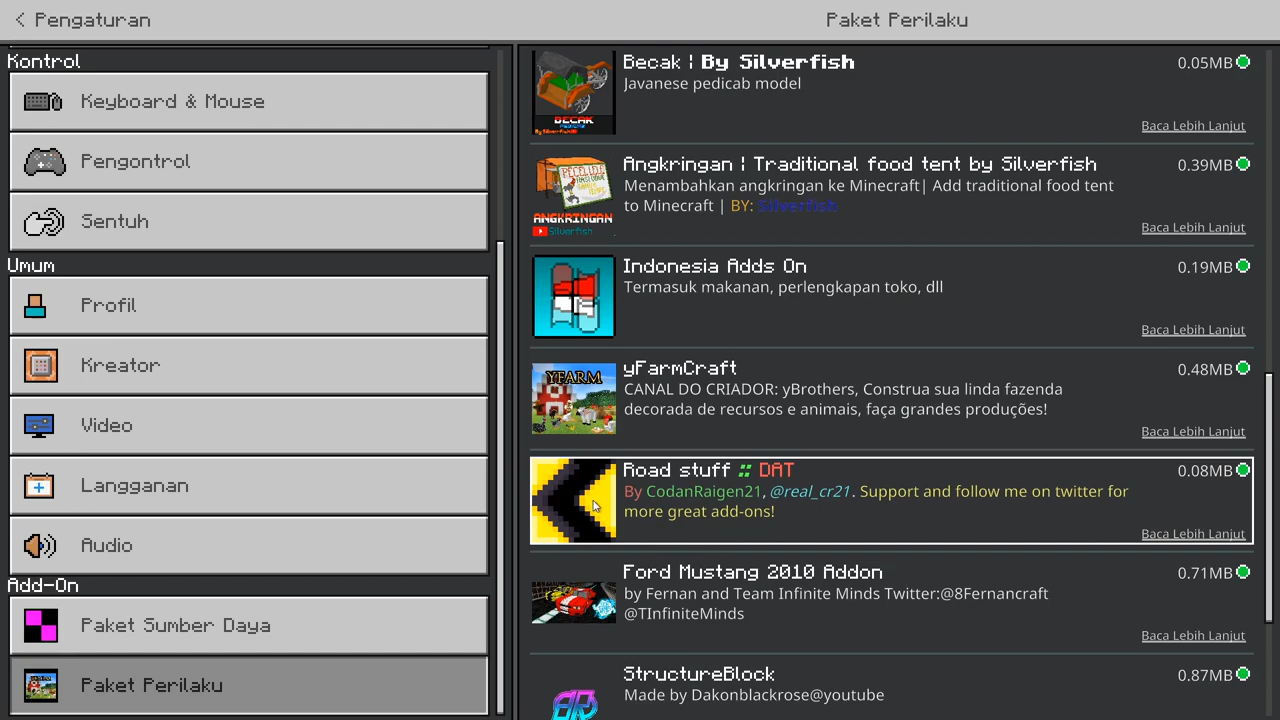 Pengaturan
Paket Perilaku
Kontrol
Keyboard & Mouse
Pengontrol
Sentuh
Umum
Profil
Kreator
Video
Langganan
Audio
Add-On
Paket Sumber Daya
Paket Perilaku
Becak | By Silverfish
0.05MB
Javanese pedicab model
BECAK
Baca Lebih Lanjut
Angkringan | Traditional food tent by Silverfish
0.39MB
Menambahkan angkringan ke Minecraft| Add traditional food tent
to Minecraft | BY: Silverfish
ANGKRINGAN
Silverfish
Baca Lebih Lanjut
Indonesia Adds On
0.19MB
Termasuk makanan, perlengkapan toko, dll
Baca Lebih Lanjut
yFarmCraft
0.48MB
YFARM
CANAL DO CRIADOR: yBrothers, Construa sua linda fazenda
decorada de recursos e animais, faça grandes produções!
Baca Lebih Lanjut
Road stuff :: DAT
0.08MB
By CodanRaigen21, @real_cr21. Support and follow me on twitter for
more great add-ons!
Baca Lebih Lanjut
Ford Mustang 2010 Addon
0.71MB
by Fernan and Team Infinite Minds Twitter:@8Fernancraft
@TInfiniteMinds
Baca Lebih Lanjut
StructureBlock
0.87MB
Made by Dakonblackrose@youtube